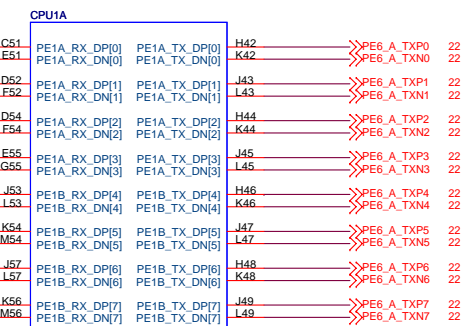 CPU1A
C51 PE1A_RX_DP[0] PE1A_TX_DP[0] H42 PE6_A_TXP0 22
E51 PE1A_RX_DN[0] PE1A_TX_DN[0] K42 PE6_A_TXN0 22
D52 PE1A_RX_DP[1] PE1A_TX_DP[1] J43 PE6_A_TXP1 22
F52 PE1A_RX_DN[1] PE1A_TX_DN[1] L43 PE6_A_TXN1 22
D54 PE1A_RX_DP[2] PE1A_TX_DP[2] H44 PE6_A_TXP2 22
F54 PE1A_RX_DN[2] PE1A_TX_DN[2] K44 PE6_A_TXN2 22
E55 PE1A_RX_DP[3] PE1A_TX_DP[3] J45 PE6_A_TXP3 22
G55 PE1A_RX_DN[3] PE1A_TX_DN[3] L45 PE6_A_TXN3 22
J53 PE1B_RX_DP[4] PE1B_TX_DP[4] H46 PE6_A_TXP4 22
L53 PE1B_RX_DN[4] PE1B_TX_DN[4] K46 PE6_A_TXN4 22
K54 PE1B_RX_DP[5] PE1B_TX_DP[5] J47 PE6_A_TXP5 22
M54 PE1B_RX_DN[5] PE1B_TX_DN[5] L47 PE6_A_TXN5 22
J57 PE1B_RX_DP[6] PE1B_TX_DP[6] H48 PE6_A_TXP6 22
L57 PE1B_RX_DN[6] PE1B_TX_DN[6] K48 PE6_A_TXN6 22
K56 PE1B_RX_DP[7] PE1B_TX_DP[7] J49 PE6_A_TXP7 22
M56 PE1B_RX_DN[7] PE1B_TX_DN[7] L49 PE6_A_TXN7 22